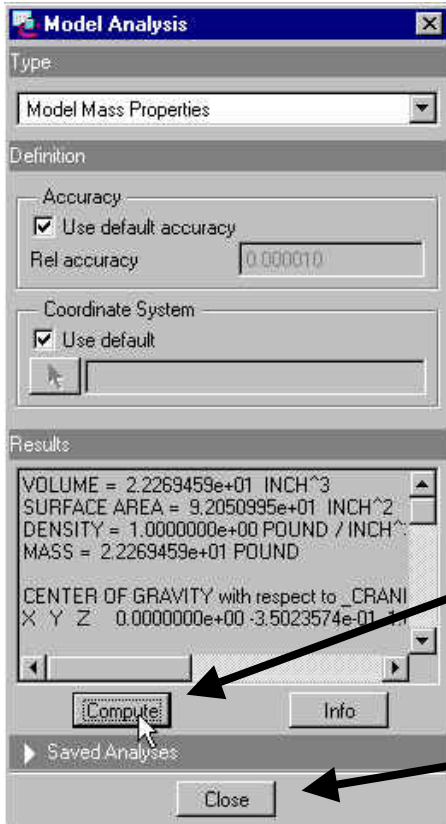 Model Analysis
Type
Model Mass Properties
Definition
Accuracy
Use default accuracy
Rel accuracy 0.000010
Coordinate System
Use default
Results
VOLUME = 2.2269459e+01 INCH^3
SURFACE AREA = 9.2050995e+01 INCH^2
DENSITY = 1.0000000e+00 POUND / INCH^
MASS = 2.2269459e+01 POUND
CENTER OF GRAVITY with respect to _CRAN
X Y Z 0.0000000e+00 -3.5023574e-01
Compute Info
Saved Analyses
Close